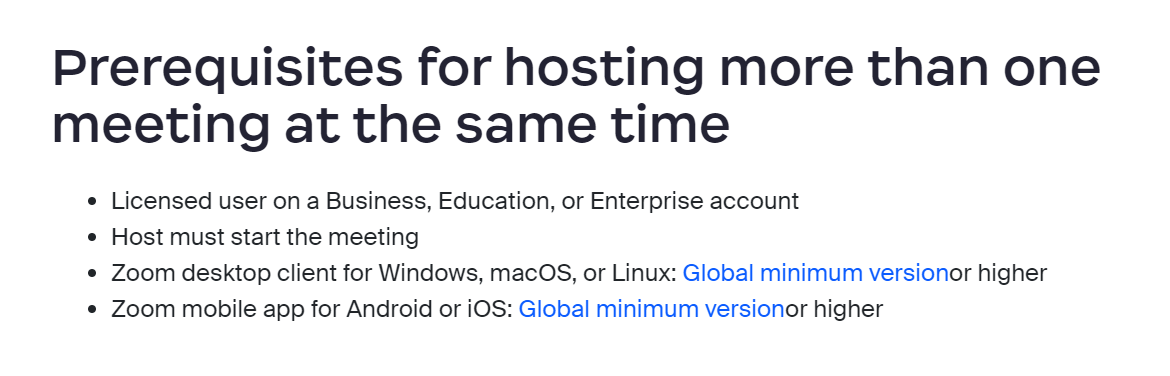 Prerequisites for hosting more than one
meeting at the same time
• Licensed user on a Business, Education, or Enterprise account
• Host must start the meeting
• Zoom desktop client for Windows, macOS, or Linux: Global minimum versionor higher
• Zoom mobile app for Android or iOS: Global minimum versionor higher